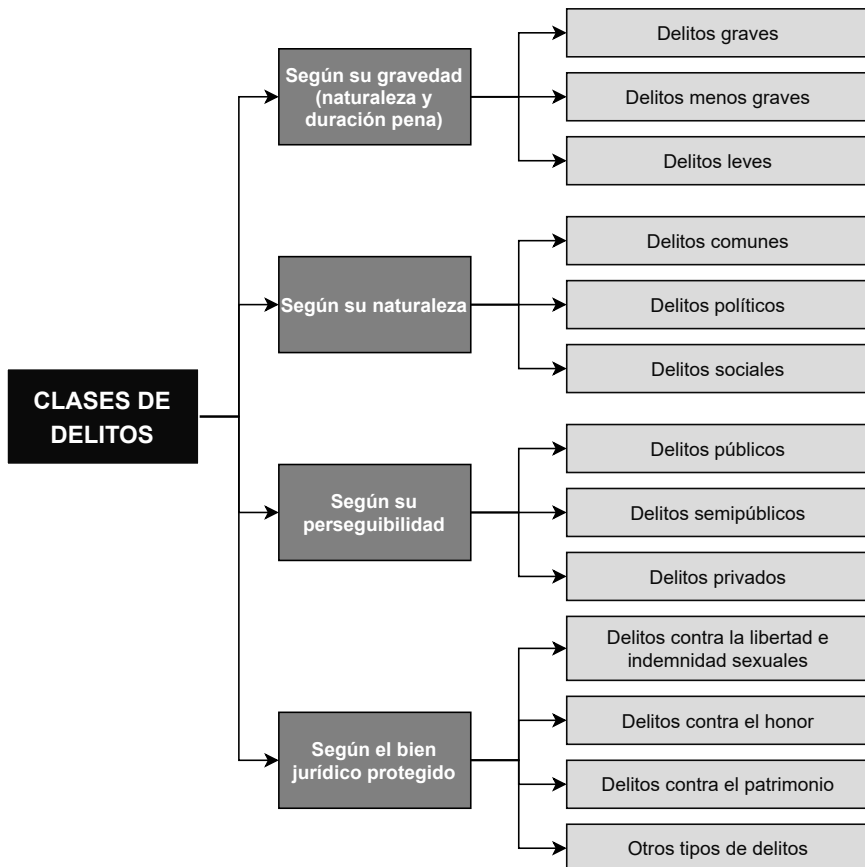 CLASES DE
DELITOS
Según su gravedad
(naturaleza y
duración pena)
Delitos graves
Delitos menos graves
Delitos leves
Según su naturaleza
Delitos comunes
Delitos políticos
Delitos sociales
Según su
perseguibilidad
Delitos públicos
Delitos semipúblicos
Delitos privados
Según el bien
jurídico protegido
Delitos contra la libertad e
indemnidad sexuales
Delitos contra el honor
Delitos contra el patrimonio
Otros tipos de delitos